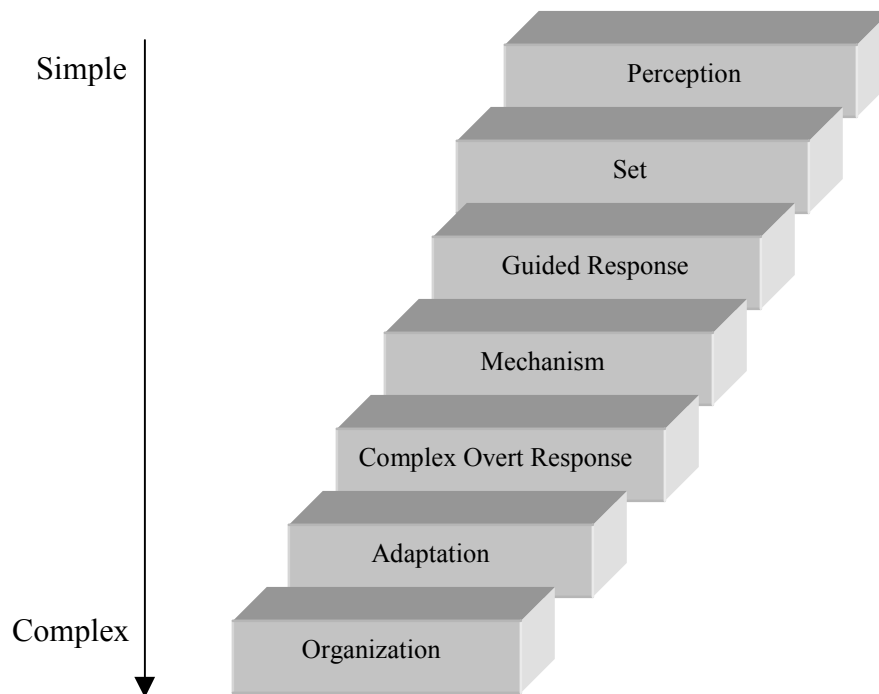 Simple
Perception
Set
Guided Response
Mechanism
Complex Overt Response
Adaptation
Complex
Organization